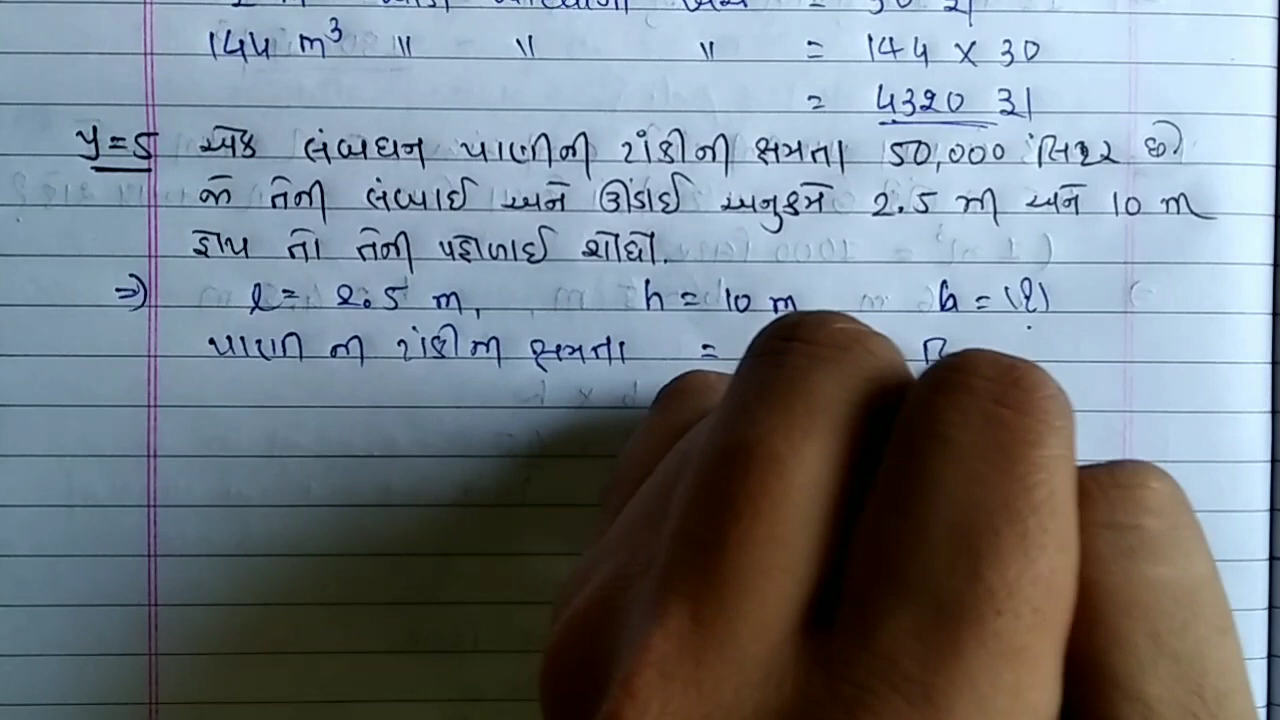 144 m³ " " " = 144 × 30
= 4320 રૂ
પ્ર=5 એક લંબઘન પાણીની ટાંકીની ક્ષમતા 50,000 લિટર છે.
જો તેની લંબાઈ અને ઊંડાઈ અનુક્રમે 2.5 મી અને 10 m
હોય તો તેની પહોળાઈ શોધો.
⇒ l = 2.5 m, h = 10 m b = (?)
પાણી ની ટાંકીની ક્ષમતા =